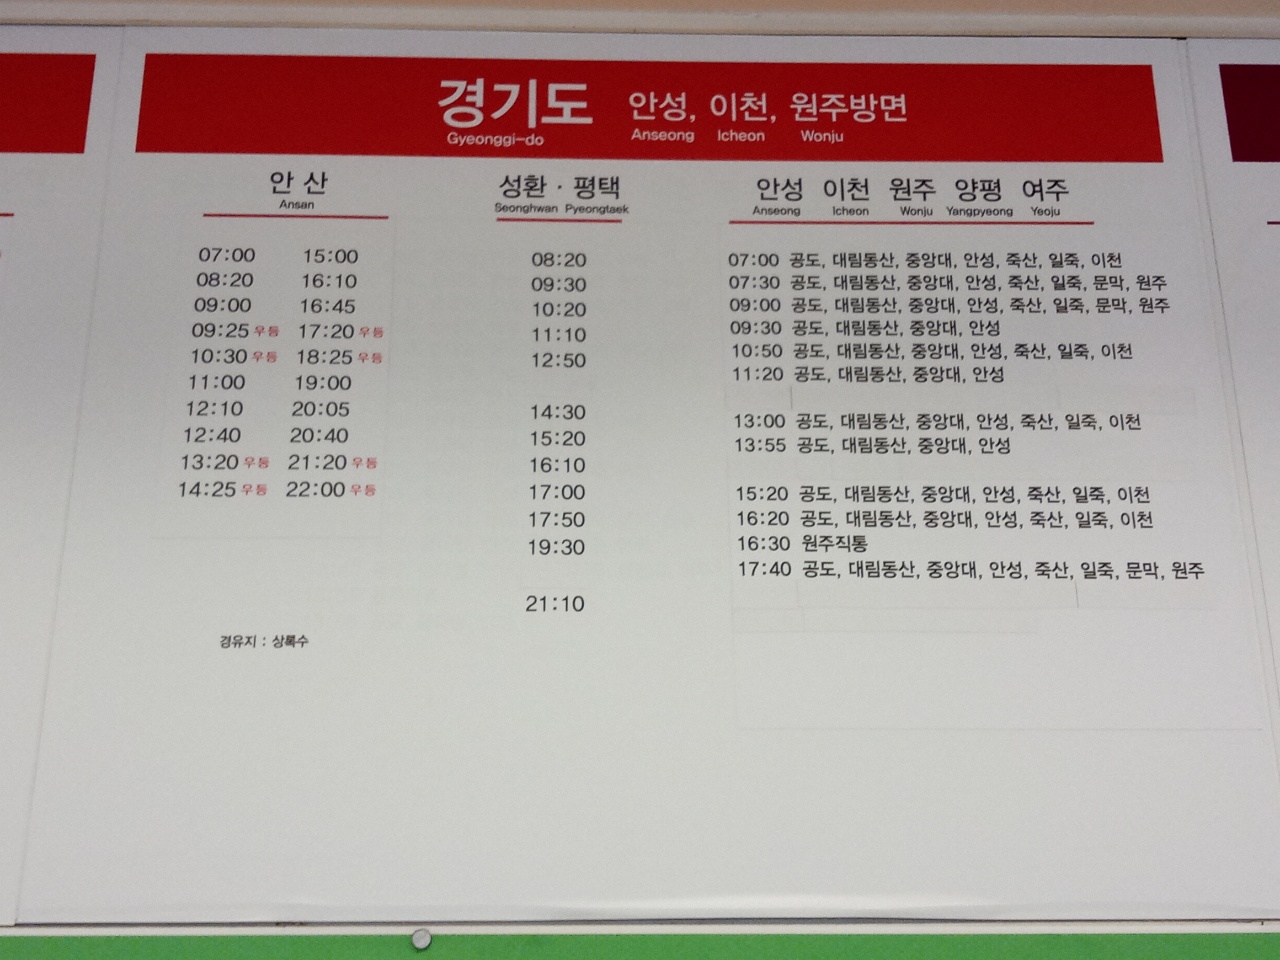 경기도 안성, 이천, 원주방면
Gyeonggi-do Anseong Icheon Wonju
안 산
Ansan
07:00 15:00
08:20 16:10
09:00 16:45
09:25 우등 17:20 우등
10:30 우등 18:25 우등
11:00 19:00
12:10 20:05
12:40 20:40
13:20 우등 21:20 우등
14:25 우등 22:00 우등
경유지 : 상록수
성환 · 평택
Seonghwan Pyeongtaek
08:20
09:30
10:20
11:10
12:50
14:30
15:20
16:10
17:00
17:50
19:30
21:10
안성 이천 원주 양평 여주
Anseong Icheon Wonju Yangpyeong Yeoju
07:00 공도, 대림동산, 중앙대, 안성, 죽산, 일죽, 이천
07:30 공도, 대림동산, 중앙대, 안성, 죽산, 일죽, 문막, 원주
09:00 공도, 대림동산, 중앙대, 안성, 죽산, 일죽, 문막, 원주
09:30 공도, 대림동산, 중앙대, 안성
10:50 공도, 대림동산, 중앙대, 안성, 죽산, 일죽, 이천
11:20 공도, 대림동산, 중앙대, 안성
13:00 공도, 대림동산, 중앙대, 안성, 죽산, 일죽, 이천
13:55 공도, 대림동산, 중앙대, 안성
15:20 공도, 대림동산, 중앙대, 안성, 죽산, 일죽, 이천
16:20 공도, 대림동산, 중앙대, 안성, 죽산, 일죽, 이천
16:30 원주직통
17:40 공도, 대림동산, 중앙대, 안성, 죽산, 일죽, 문막, 원주